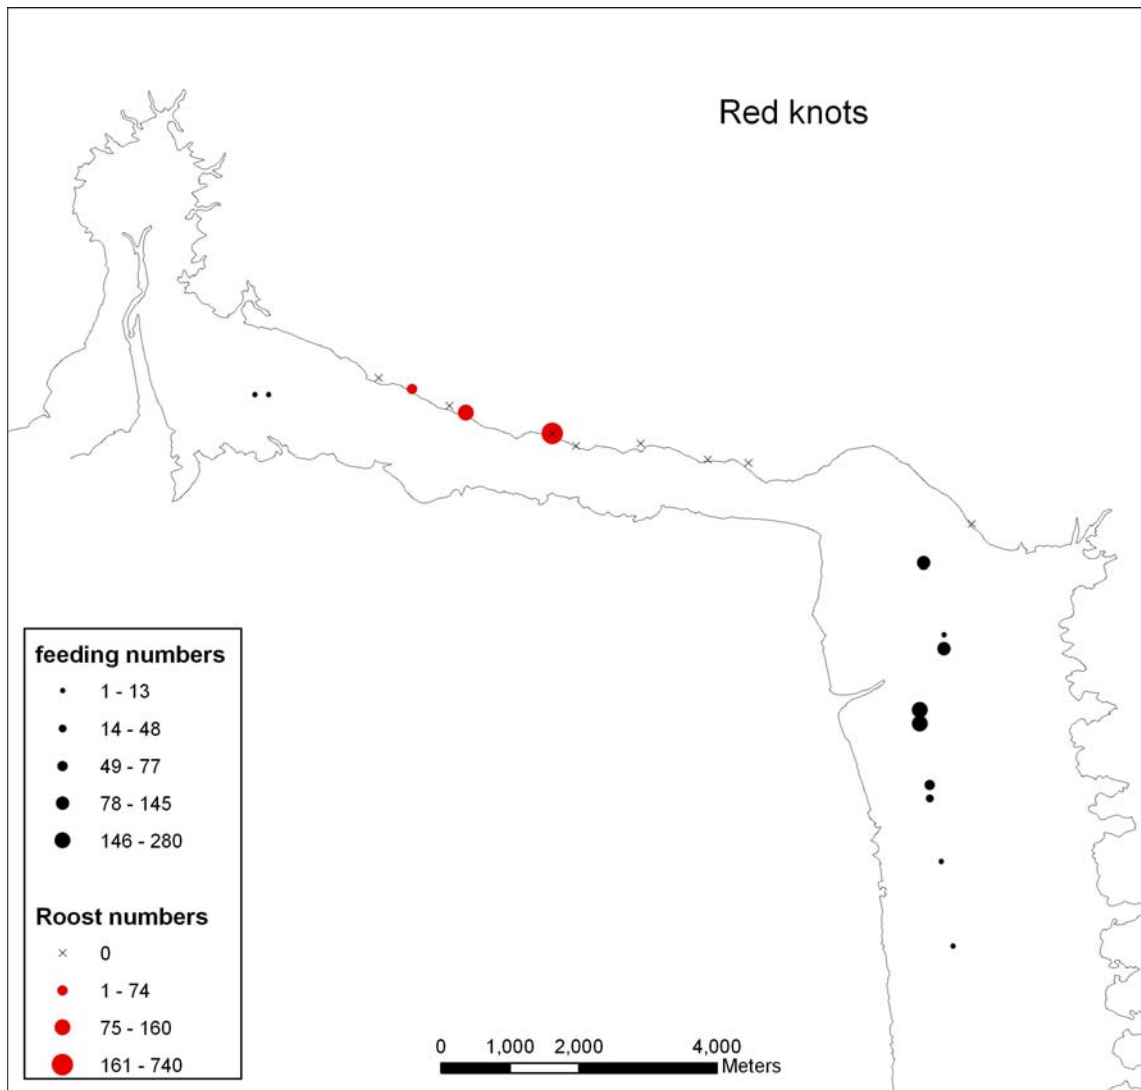 Red knots
feeding numbers
1 - 13
14 - 48
49 - 77
78 - 145
146 - 280
Roost numbers
0
1 - 74
75 - 160
161 - 740
0 1,000 2,000 4,000
Meters